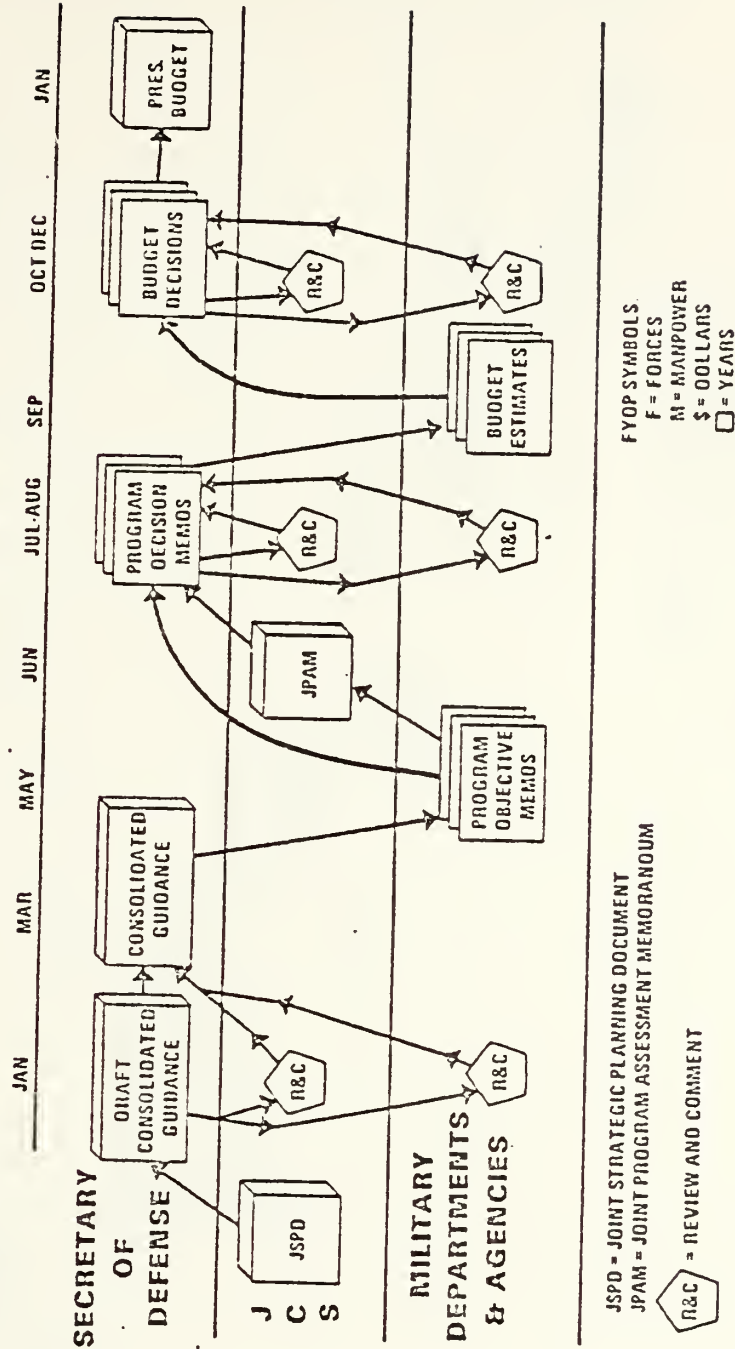 JAN
MAR
MAY
JUN
JUL-AUG
SEP
OCT DEC
JAN
SECRETARY
OF
DEFENSE
DRAFT
CONSOLIDATED
GUIDANCE
CONSOLIDATED
GUIDANCE
PROGRAM
DECISION
MEMOS
BUDGET
DECISIONS
PRES.
BUDGET
J
C
S
JSPD
R&C
JPAM
R&C
R&C
MILITARY
DEPARTMENTS
& AGENCIES
R&C
PROGRAM
OBJECTIVE
MEMOS
R&C
BUDGET
ESTIMATES
R&C
JSPD = JOINT STRATEGIC PLANNING DOCUMENT
JPAM = JOINT PROGRAM ASSESSMENT MEMORANDUM
R&C = REVIEW AND COMMENT
FYDP SYMBOLS
F = FORCES
M = MANPOWER
$ = DOLLARS
□ = YEARS